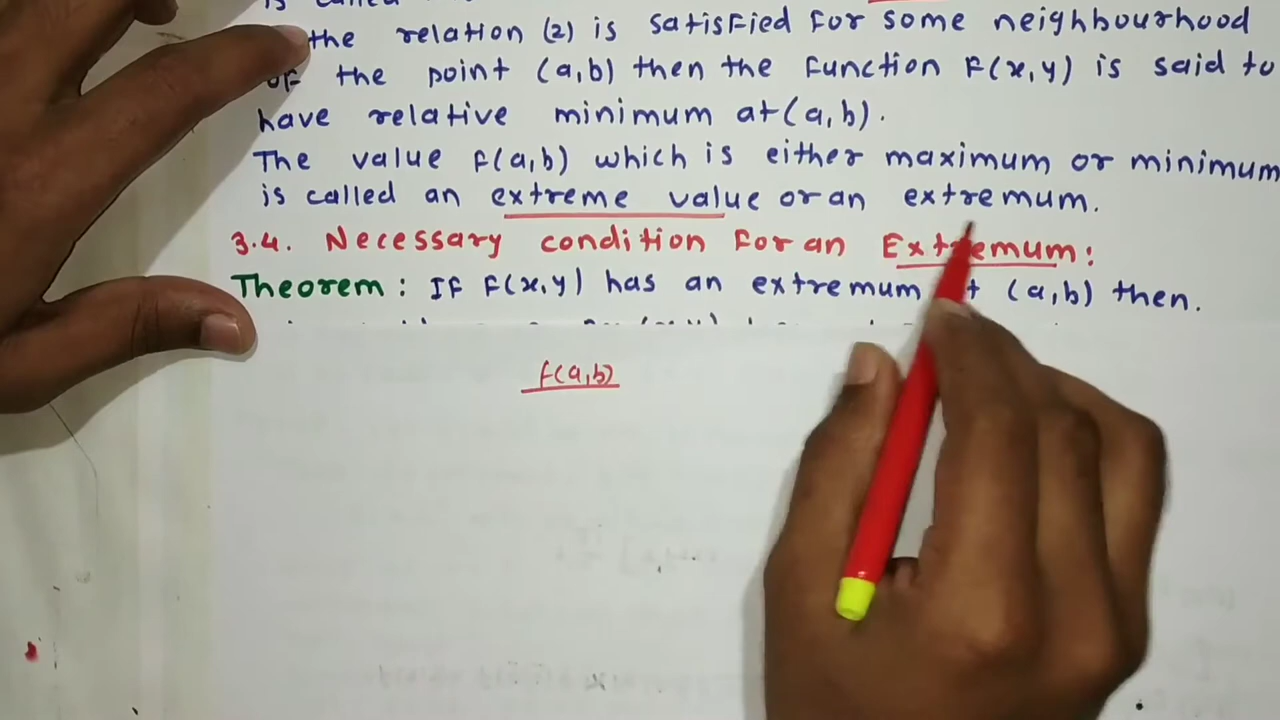 is called
the relation (2) is satisfied for some neighbourhood
of the point (a,b) then the function f(x,y) is said to
have relative minimum at (a,b).
The value f(a,b) which is either maximum or minimum
is called an extreme value or an extremum.
3.4. Necessary condition for an Extremum:
Theorem: If f(x,y) has an extremum at (a,b) then.
f(a,b)